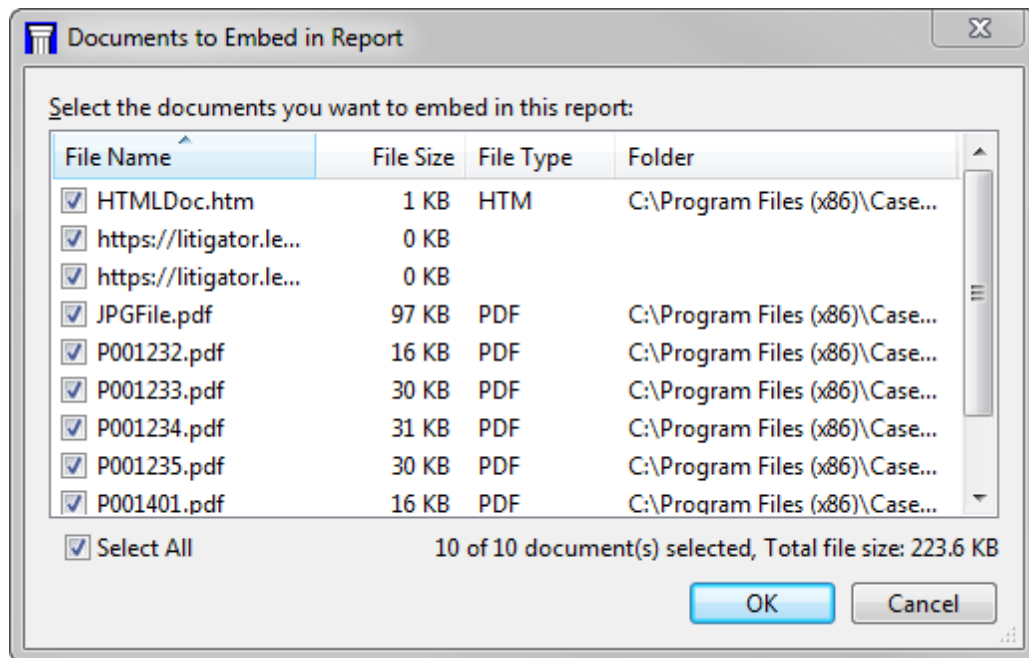 Documents to Embed in Report
Select the documents you want to embed in this report:
File Name File Size File Type Folder
HTMLDoc.htm 1 KB HTM C:\Program Files (x86)\Case...
https://litigator.le... 0 KB
https://litigator.le... 0 KB
JPGFile.pdf 97 KB PDF C:\Program Files (x86)\Case...
P001232.pdf 16 KB PDF C:\Program Files (x86)\Case...
P001233.pdf 30 KB PDF C:\Program Files (x86)\Case...
P001234.pdf 31 KB PDF C:\Program Files (x86)\Case...
P001235.pdf 30 KB PDF C:\Program Files (x86)\Case...
P001401.pdf 16 KB PDF C:\Program Files (x86)\Case...
Select All 10 of 10 document(s) selected, Total file size: 223.6 KB
OK Cancel